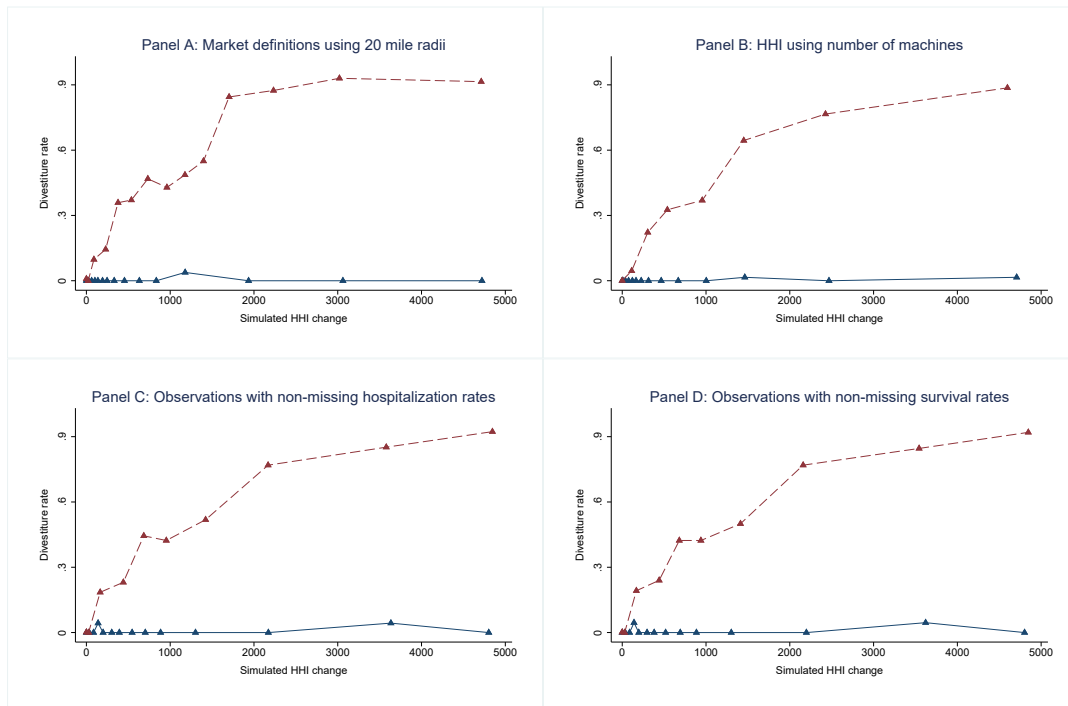 Panel A: Market definitions using 20 mile radii
Divestiture rate
.9
.6
.3
0
0 1000 2000 3000 4000 5000
Simulated HHI change
Panel B: HHI using number of machines
Divestiture rate
.9
.6
.3
0
0 1000 2000 3000 4000 5000
Simulated HHI change
Panel C: Observations with non-missing hospitalization rates
Divestiture rate
.9
.6
.3
0
0 1000 2000 3000 4000 5000
Simulated HHI change
Panel D: Observations with non-missing survival rates
Divestiture rate
.9
.6
.3
0
0 1000 2000 3000 4000 5000
Simulated HHI change